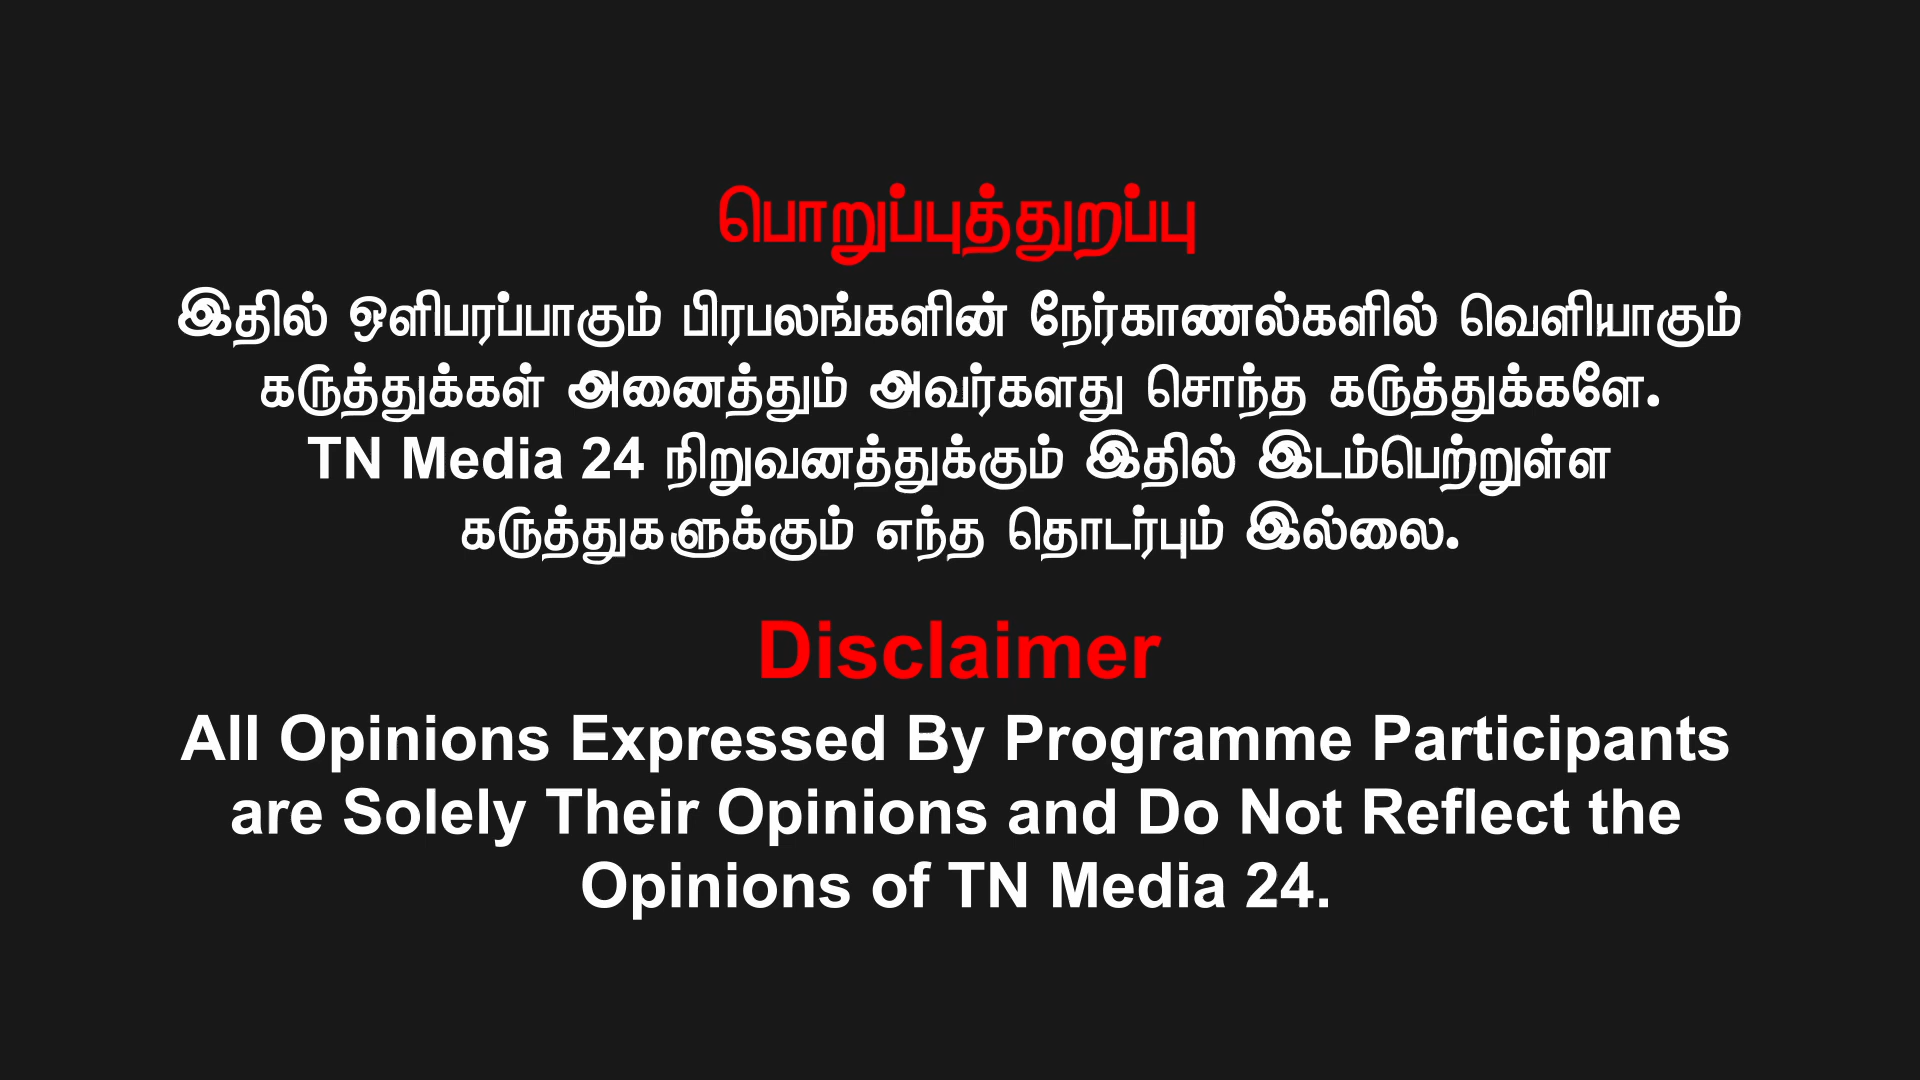 பொறுப்புத்துறப்பு
இதில் ஒளிபரப்பாகும் பிரபலங்களின் நேர்காணல்களில் வெளியாகும்
கருத்துக்கள் அனைத்தும் அவர்களது சொந்த கருத்துக்களே.
TN Media 24 நிறுவனத்துக்கும் இதில் இடம்பெற்றுள்ள
கருத்துகளுக்கும் எந்த தொடர்பும் இல்லை.
Disclaimer
All Opinions Expressed By Programme Participants
are Solely Their Opinions and Do Not Reflect the
Opinions of TN Media 24.